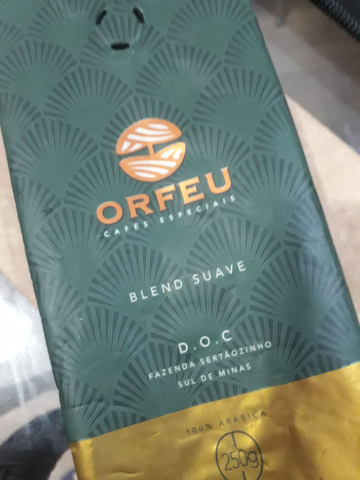 ORFEU
CAFÉS ESPECIAIS
BLEND SUAVE
D.O.C
FAZENDA SERTÃOZINHO
SUL DE MINAS
100% ARÁBICA
250g